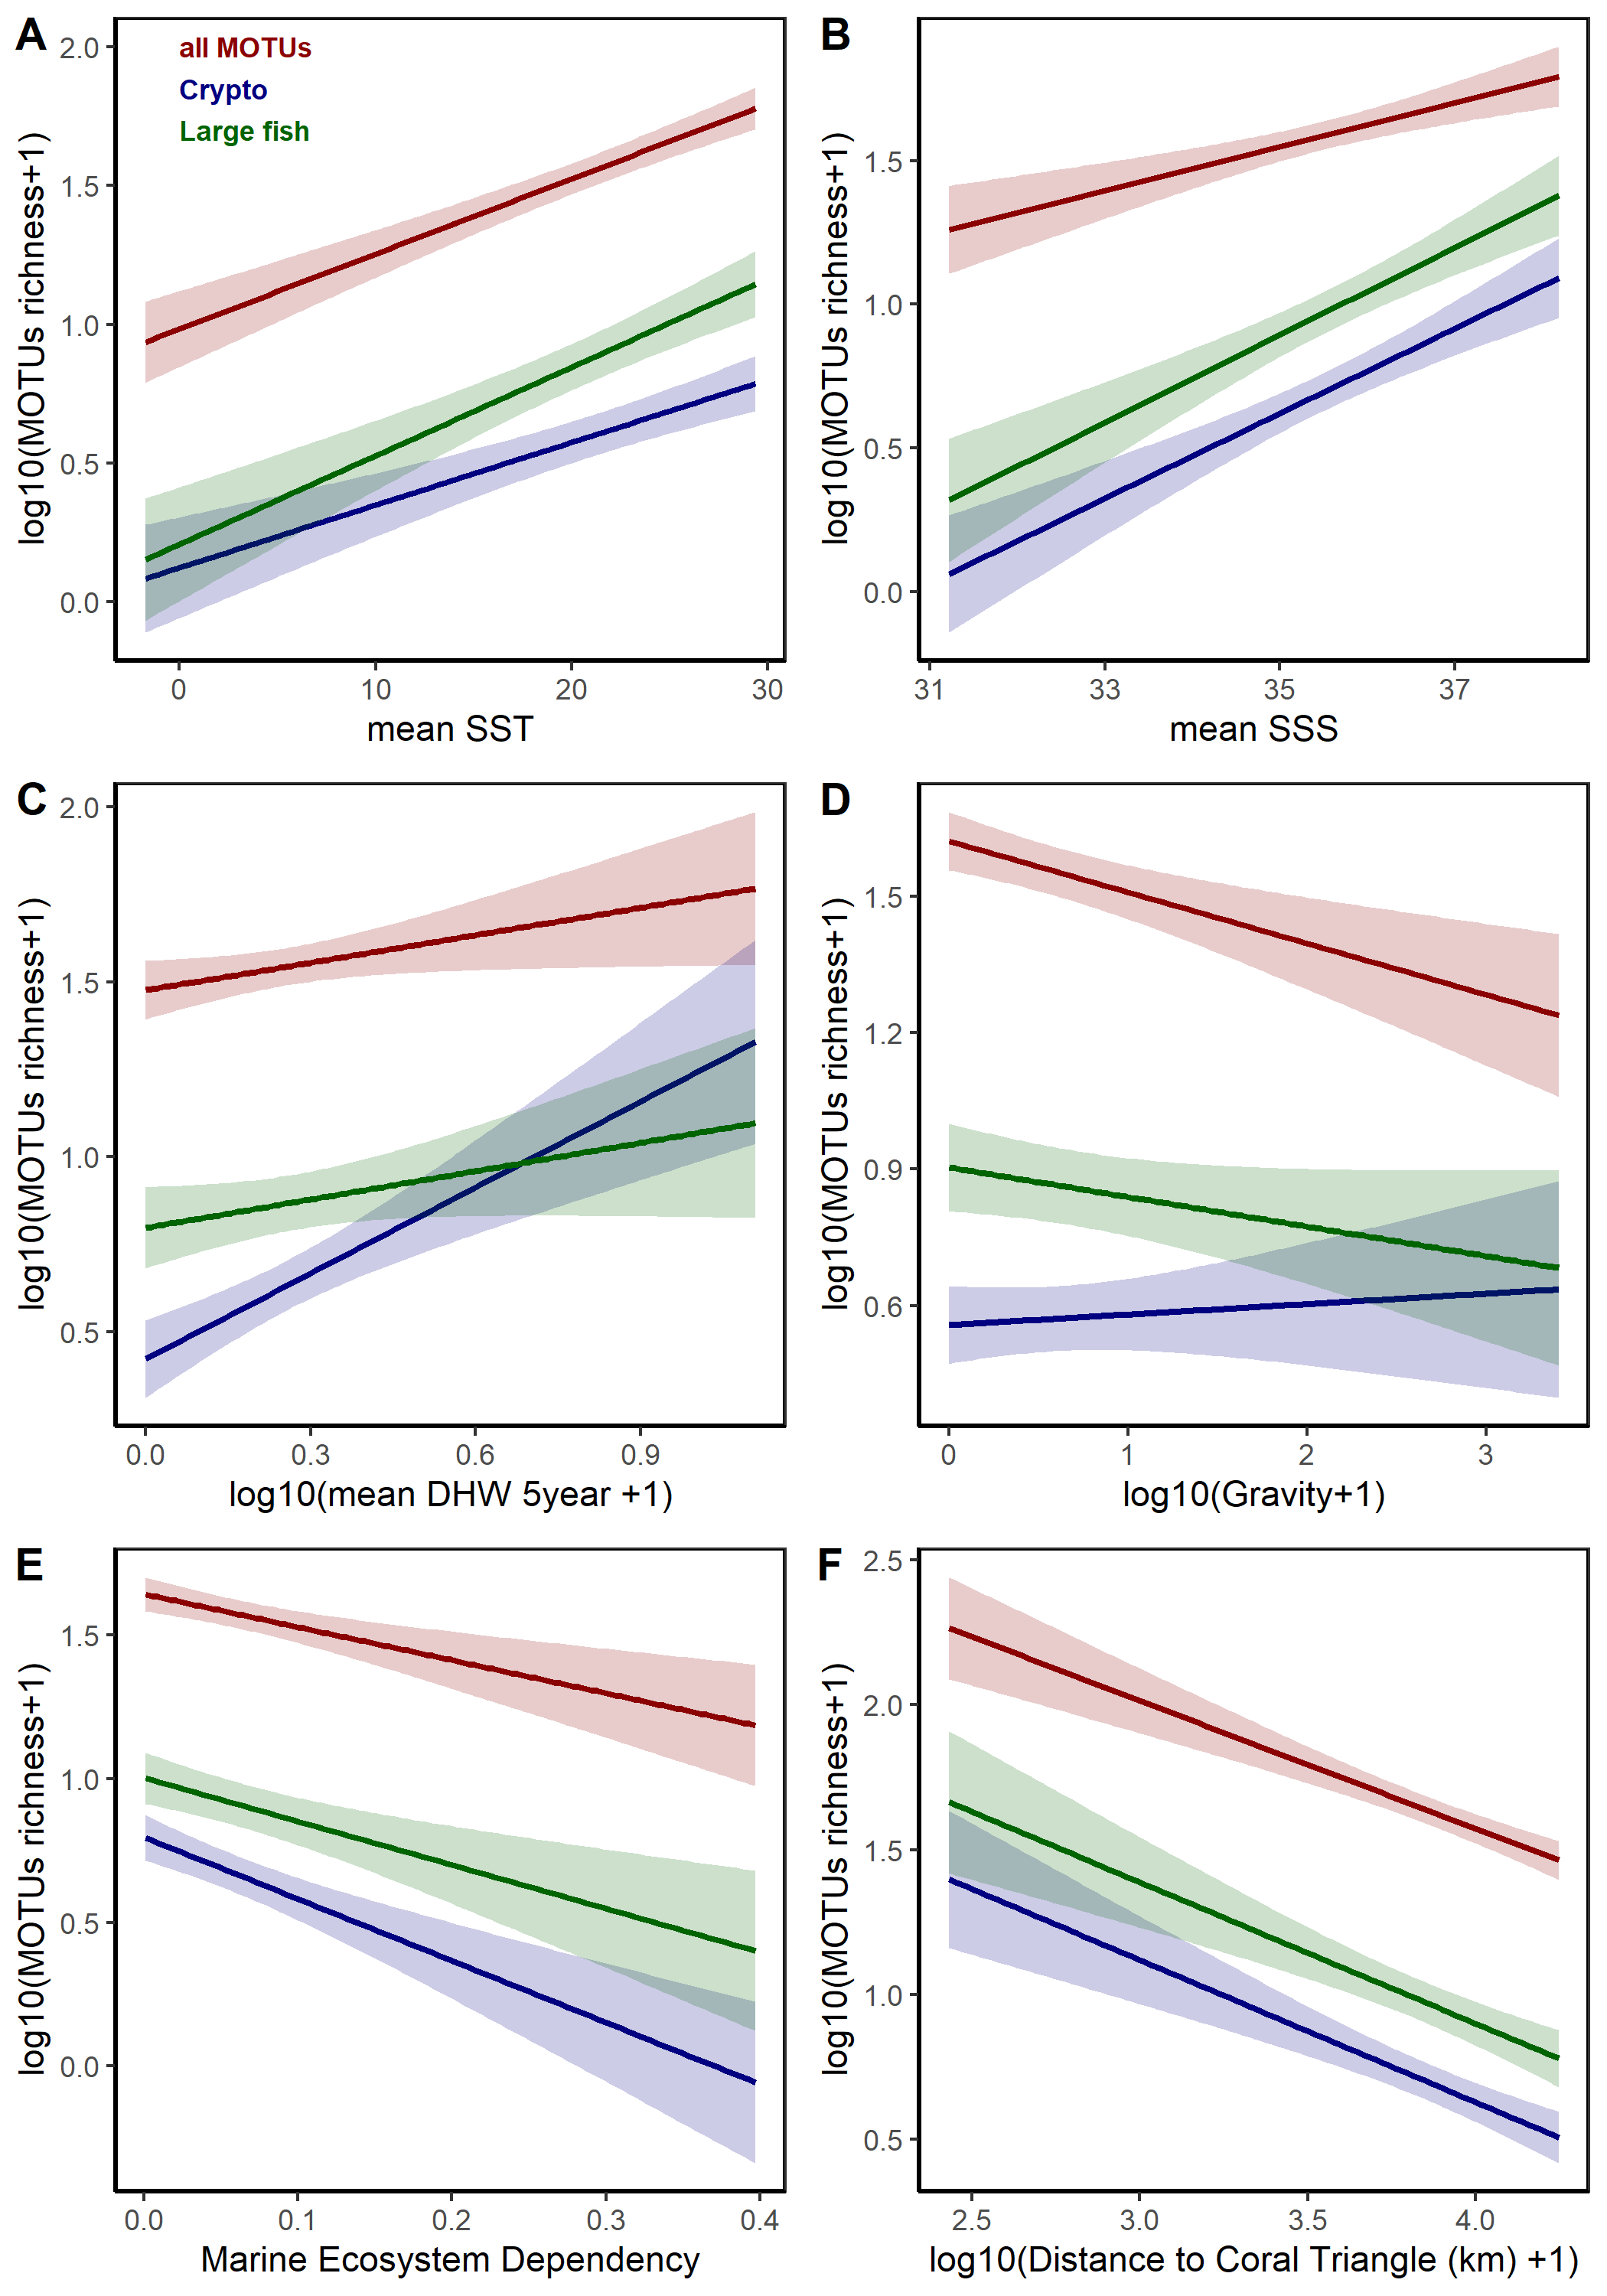 A
all MOTUs
Crypto
Large fish
log10(MOTUs richness+1)
2.0
1.5
1.0
0.5
0.0
0 10 20 30
mean SST
B
log10(MOTUs richness+1)
1.5
1.0
0.5
0.0
31 33 35 37
mean SSS
C
log10(MOTUs richness+1)
2.0
1.5
1.0
0.5
0.0 0.3 0.6 0.9
log10(mean DHW 5year +1)
D
log10(MOTUs richness+1)
1.5
1.2
0.9
0.6
0 1 2 3
log10(Gravity+1)
E
log10(MOTUs richness+1)
1.5
1.0
0.5
0.0
0.0 0.1 0.2 0.3 0.4
Marine Ecosystem Dependency
F
log10(MOTUs richness+1)
2.5
2.0
1.5
1.0
0.5
2.5 3.0 3.5 4.0
log10(Distance to Coral Triangle (km) +1)